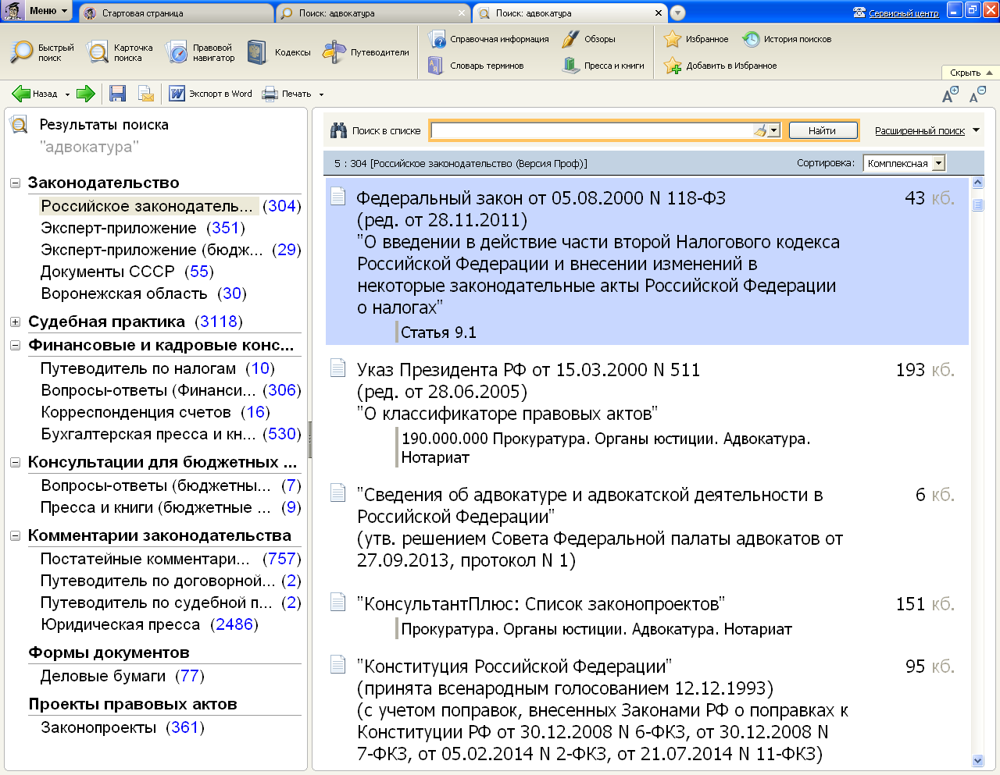 Меню
Стартовая страница
Поиск: адвокатура
Поиск: адвокатура
Сервисный центр
Быстрый поиск
Карточка поиска
Правовой навигатор
Кодексы
Путеводители
Справочная информация
Словарь терминов
Обзоры
Пресса и книги
Избранное
Добавить в Избранное
История поисков
Скрыть
Назад
Экспорт в Word
Печать
Результаты поиска
"адвокатура"
Законодательство
Российское законодатель... (304)
Эксперт-приложение (351)
Эксперт-приложение (бюдж... (29)
Документы СССР (55)
Воронежская область (30)
Судебная практика (3118)
Финансовые и кадровые конс...
Путеводитель по налогам (10)
Вопросы-ответы (Финанси... (306)
Корреспонденция счетов (16)
Бухгалтерская пресса и кн... (530)
Консультации для бюджетных ...
Вопросы-ответы (бюджетны... (7)
Пресса и книги (бюджетные ... (9)
Комментарии законодательства
Постатейные комментари... (757)
Путеводитель по договорной... (2)
Путеводитель по судебной п... (2)
Юридическая пресса (2486)
Формы документов
Деловые бумаги (77)
Проекты правовых актов
Законопроекты (361)
Поиск в списке
Найти
Расширенный поиск
5 : 304 [Российское законодательство (Версия Проф)]
Сортировка: Комплексная
Федеральный закон от 05.08.2000 N 118-ФЗ 43 кб.
(ред. от 28.11.2011)
"О введении в действие части второй Налогового кодекса
Российской Федерации и внесении изменений в
некоторые законодательные акты Российской Федерации
о налогах"
Статья 9.1
Указ Президента РФ от 15.03.2000 N 511 193 кб.
(ред. от 28.06.2005)
"О классификаторе правовых актов"
190.000.000 Прокуратура. Органы юстиции. Адвокатура.
Нотариат
"Сведения об адвокатуре и адвокатской деятельности в 6 кб.
Российской Федерации"
(утв. решением Совета Федеральной палаты адвокатов от
27.09.2013, протокол N 1)
"КонсультантПлюс: Список законопроектов" 151 кб.
Прокуратура. Органы юстиции. Адвокатура. Нотариат
"Конституция Российской Федерации" 95 кб.
(принята всенародным голосованием 12.12.1993)
(с учетом поправок, внесенных Законами РФ о поправках к
Конституции РФ от 30.12.2008 N 6-ФКЗ, от 30.12.2008 N
7-ФКЗ, от 05.02.2014 N 2-ФКЗ, от 21.07.2014 N 11-ФКЗ)